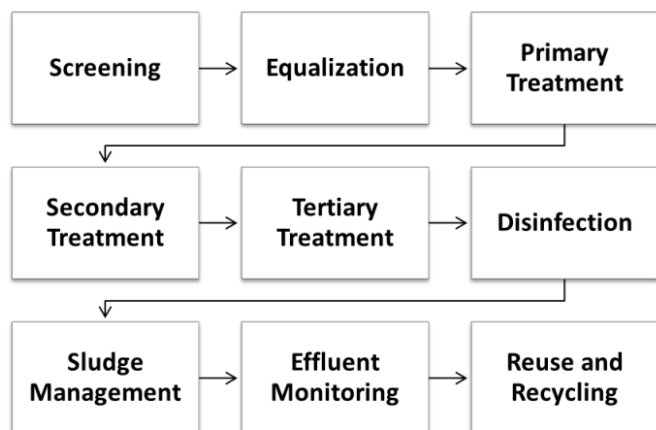 Screening
Equalization
Primary
Treatment
Secondary
Treatment
Tertiary
Treatment
Disinfection
Sludge
Management
Effluent
Monitoring
Reuse and
Recycling